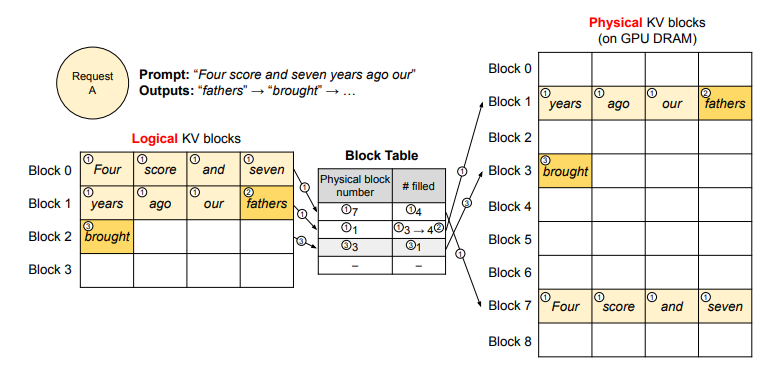 Physical KV blocks
(on GPU DRAM)
Request
A
Prompt: “Four score and seven years ago our”
Outputs: “fathers” → “brought” → …
Logical KV blocks
Block 0 ① Four ① score ① and ① seven
Block 1 ① years ① ago ① our ② fathers
Block 2 ③ brought
Block 3
Block Table
Physical block number # filled
①7 ①4
①1 ①3 → 4②
③3 ③1
– –
① ① ③
① ③ ①
Block 0
Block 1 ① years ① ago ① our ② fathers
Block 2
Block 3 ③ brought
Block 4
Block 5
Block 6
Block 7 ① Four ① score ① and ① seven
Block 8